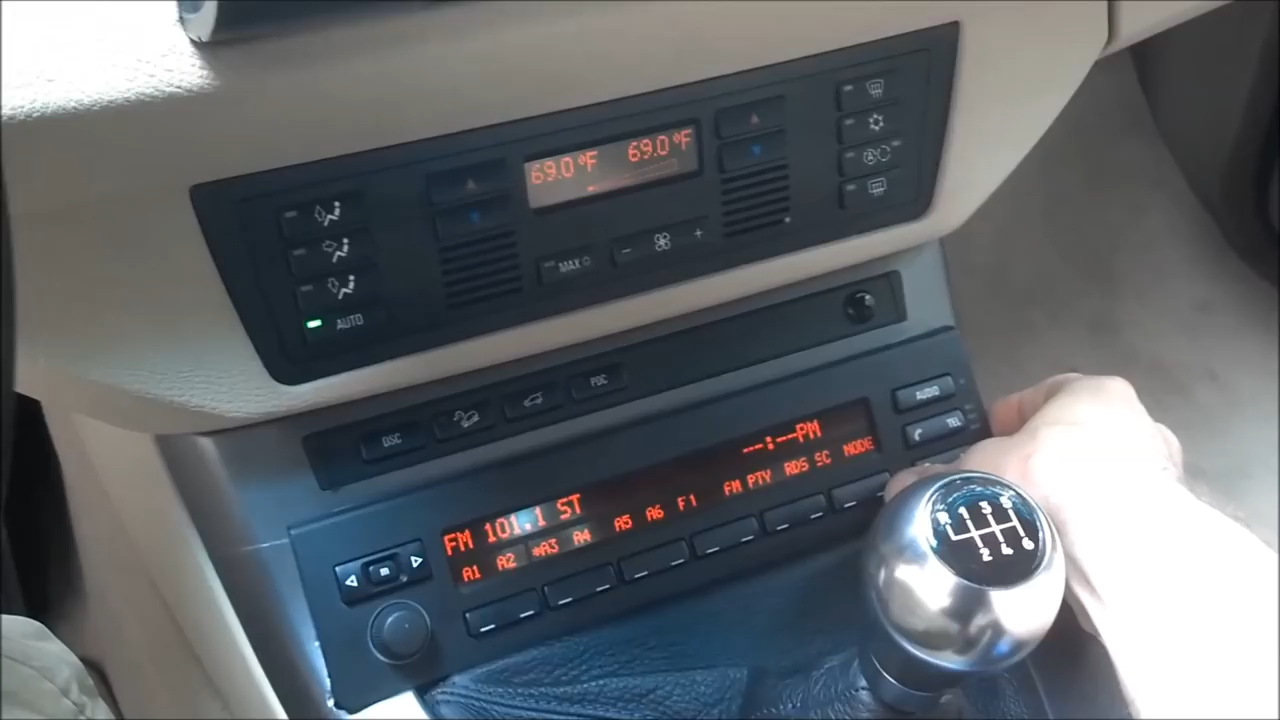 69.0°F 69.0°F
MAX
− +
AUTO
DSC
PDC
AUDIO
TEL
--:--PM
FM 101.1 ST
A1 A2 *A3 A4 A5 A6 F1 FM PTY RDS SC MODE
m
R 1 3 5
2 4 6